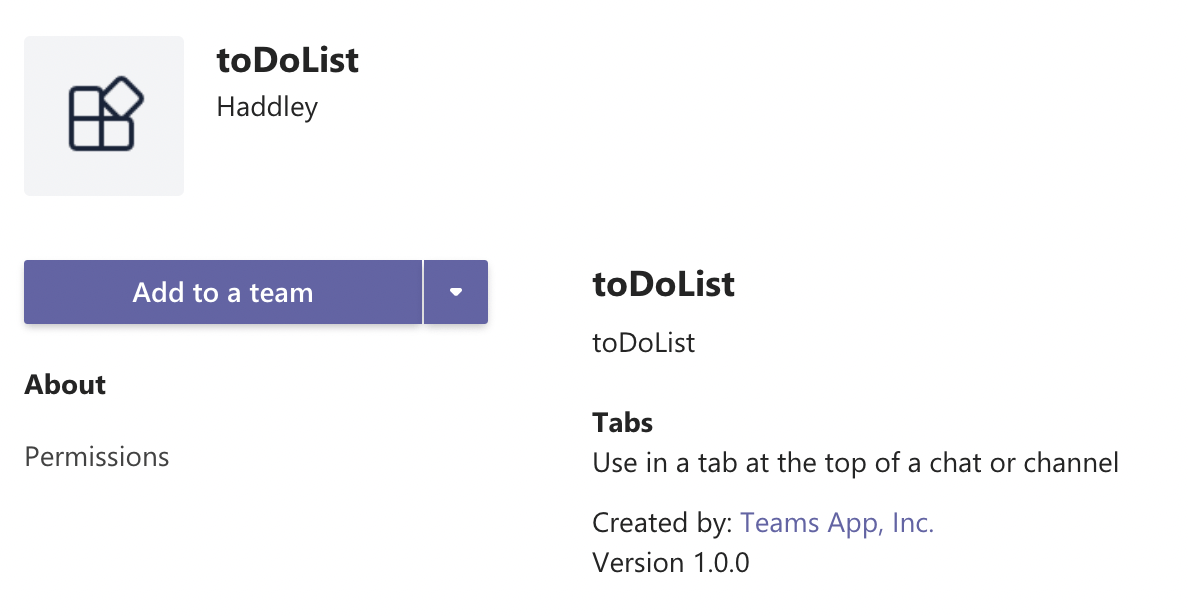 toDoList
Haddley
Add to a team
About
Permissions
toDoList
toDoList
Tabs
Use in a tab at the top of a chat or channel
Created by: Teams App, Inc.
Version 1.0.0